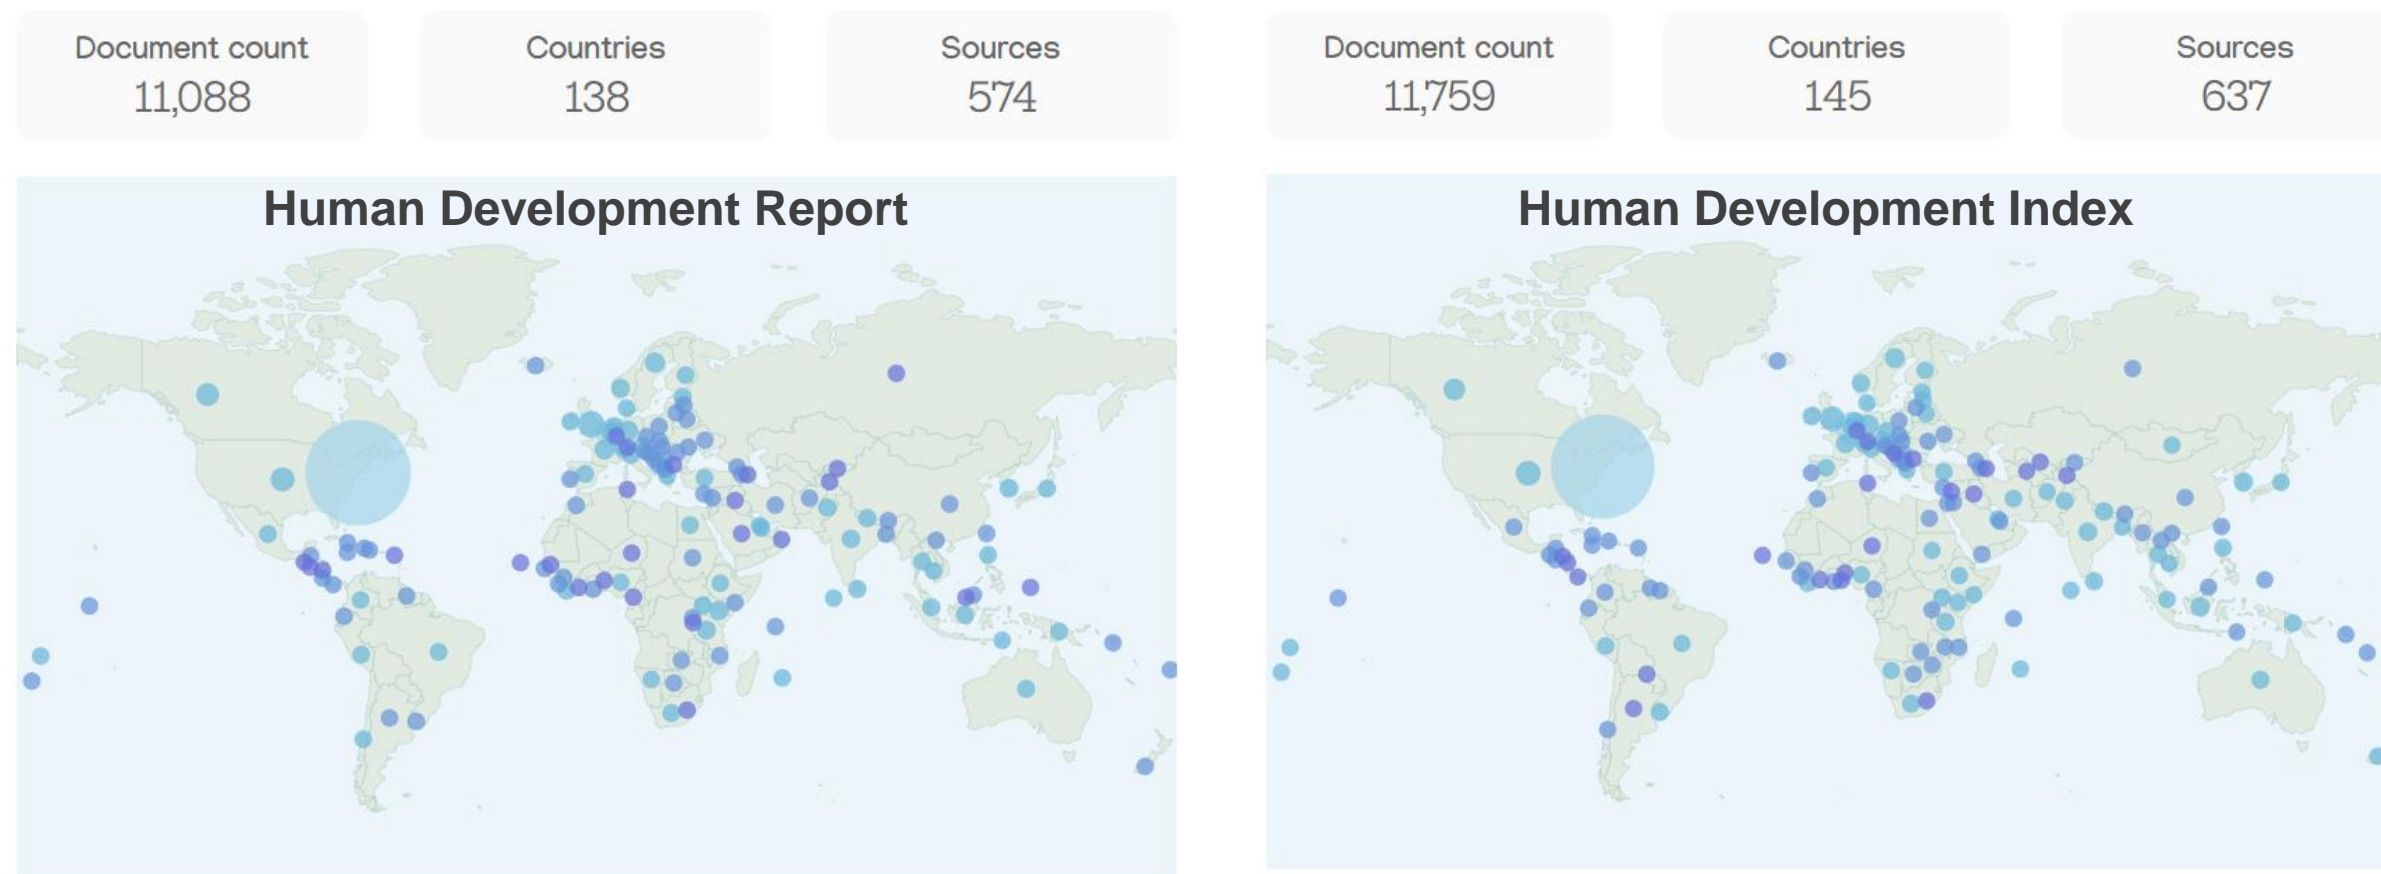 Document count
11,088
Countries
138
Sources
574
Human Development Report
Document count
11,759
Countries
145
Sources
637
Human Development Index